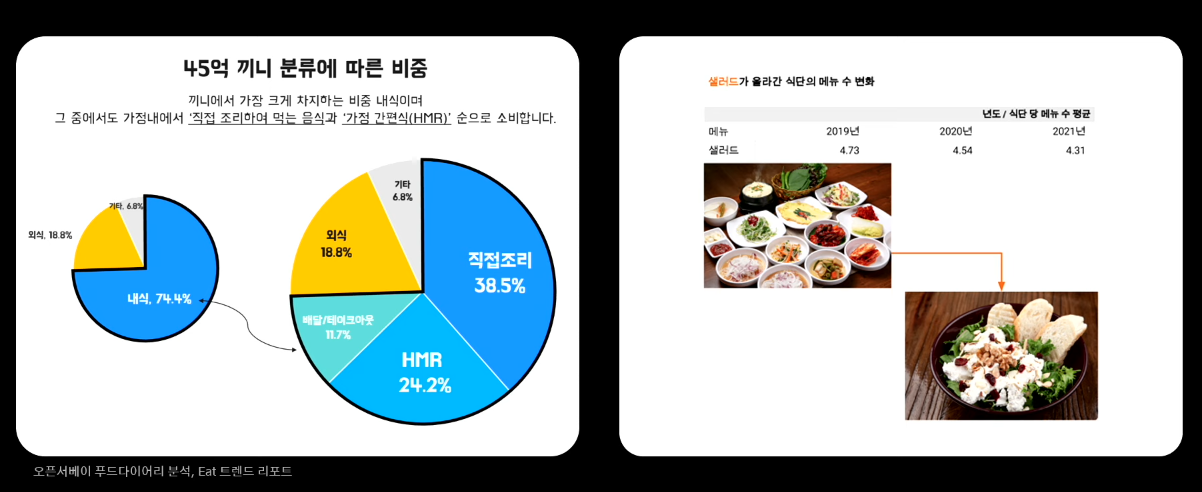 45억 끼니 분류에 따른 비중
끼니에서 가장 크게 차지하는 비중 내식이며
그 중에서도 가정내에서 '직접 조리하여 먹는 음식과 '가정 간편식(HMR)' 순으로 소비합니다.
기타, 6.8%
외식, 18.8%
내식, 74.4%
기타
6.8%
외식
18.8%
직접조리
38.5%
배달/테이크아웃
11.7%
HMR
24.2%
샐러드가 올라간 식단의 메뉴 수 변화
년도 / 식단 당 메뉴 수 평균
메뉴 2019년 2020년 2021년
샐러드 4.73 4.54 4.31
오픈서베이 푸드다이어리 분석, Eat 트렌드 리포트